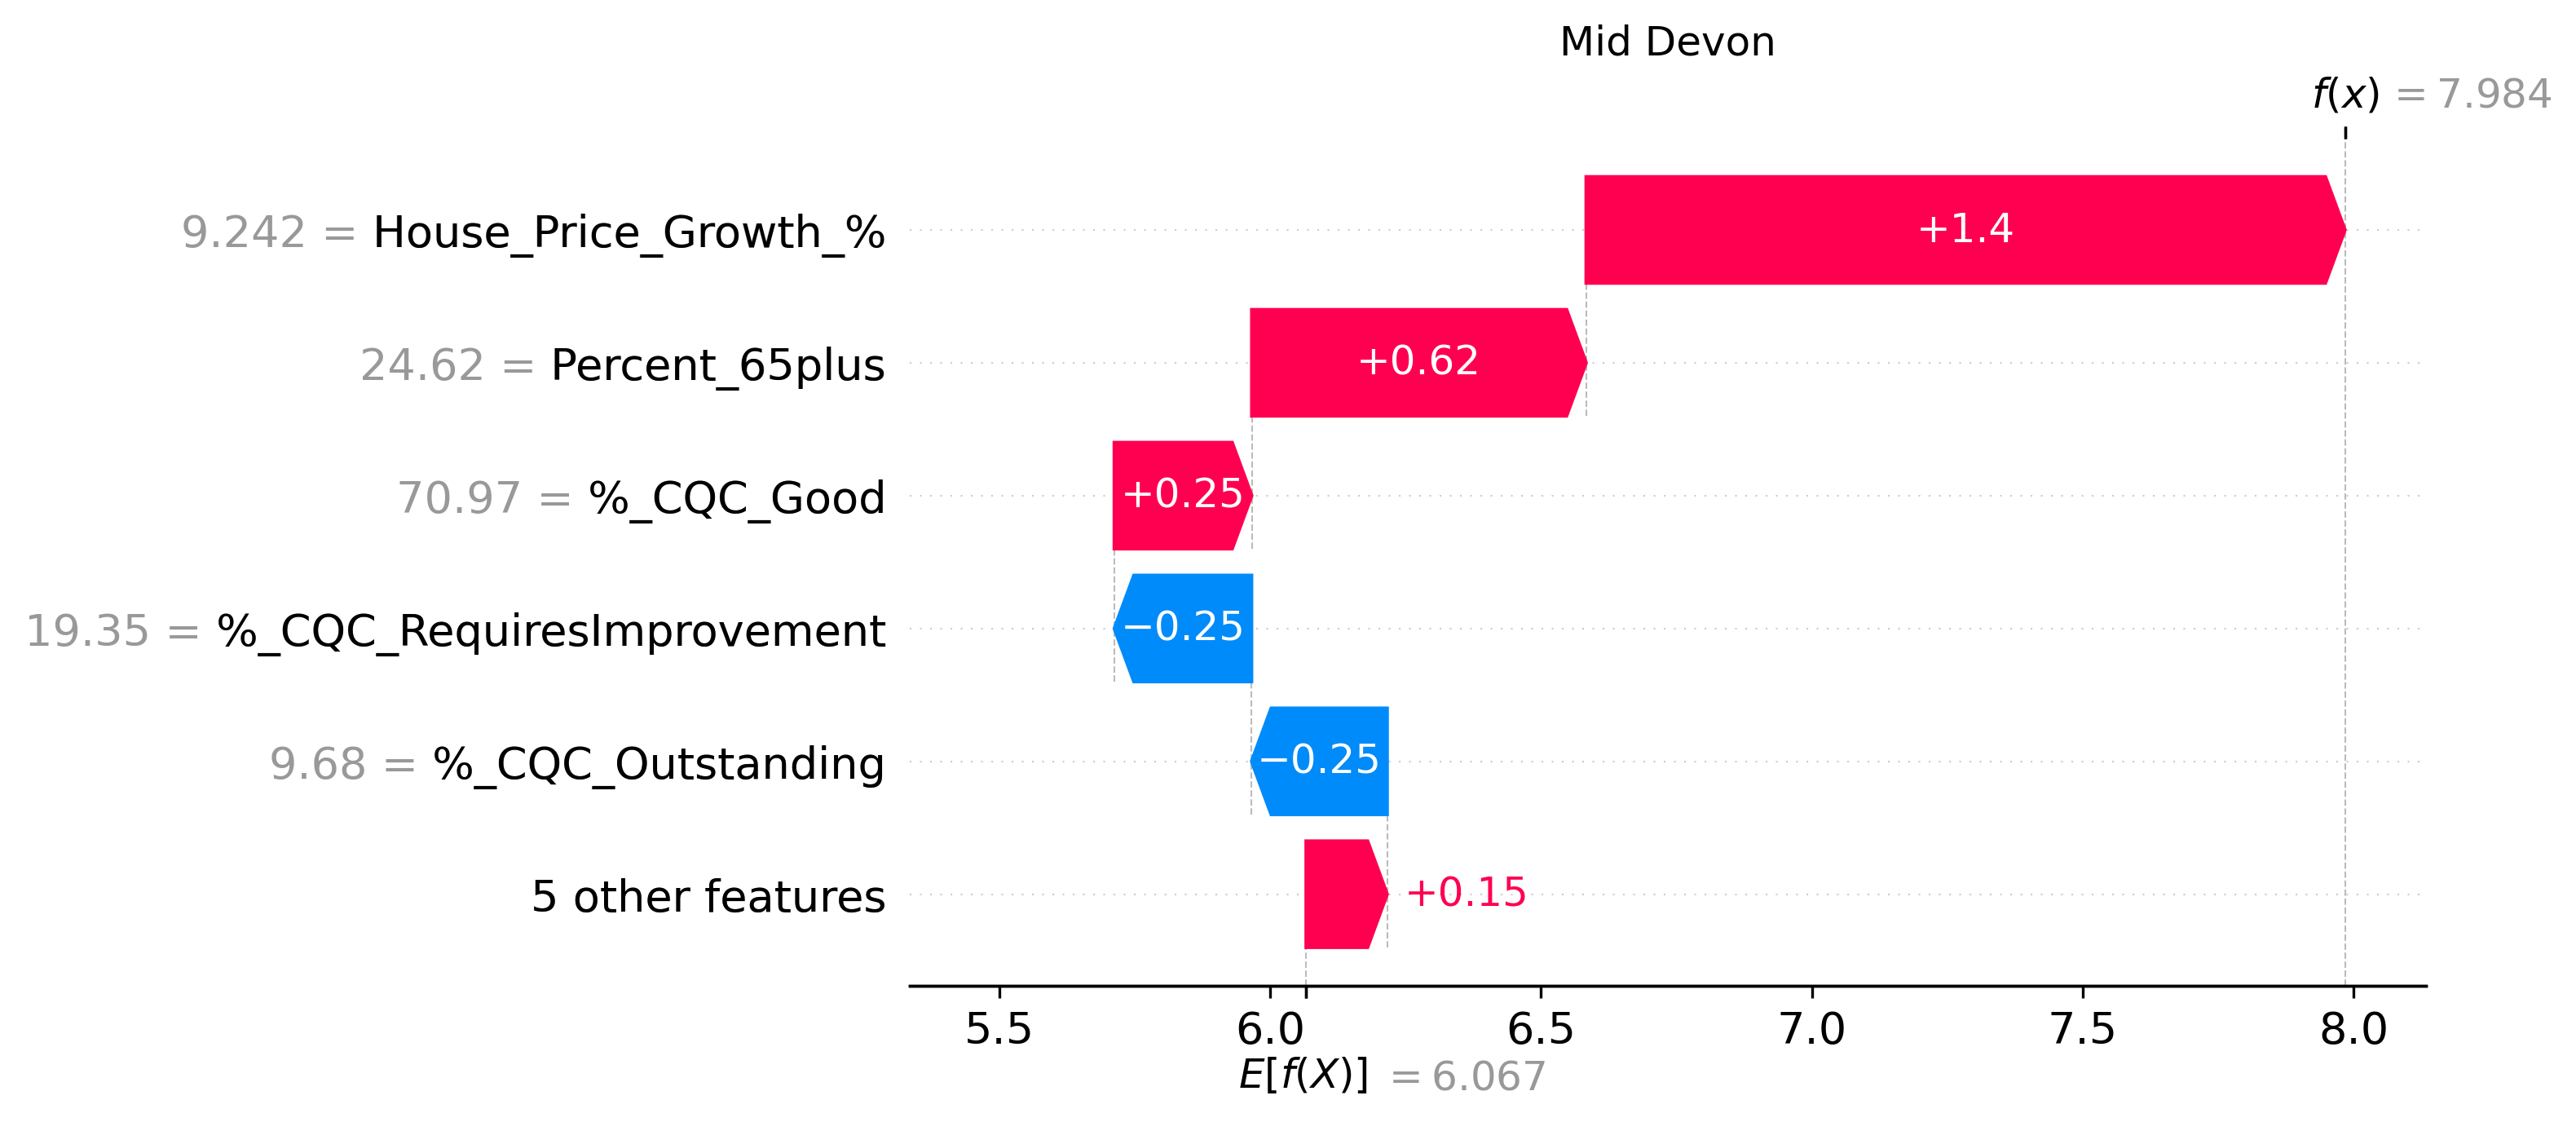 Mid Devon
f(x) = 7.984
9.242 = House_Price_Growth_%
+1.4
24.62 = Percent_65plus
+0.62
70.97 = %_CQC_Good
+0.25
19.35 = %_CQC_RequiresImprovement
−0.25
9.68 = %_CQC_Outstanding
−0.25
5 other features
+0.15
5.5 6.0 6.5 7.0 7.5 8.0
E[f(X)] = 6.067